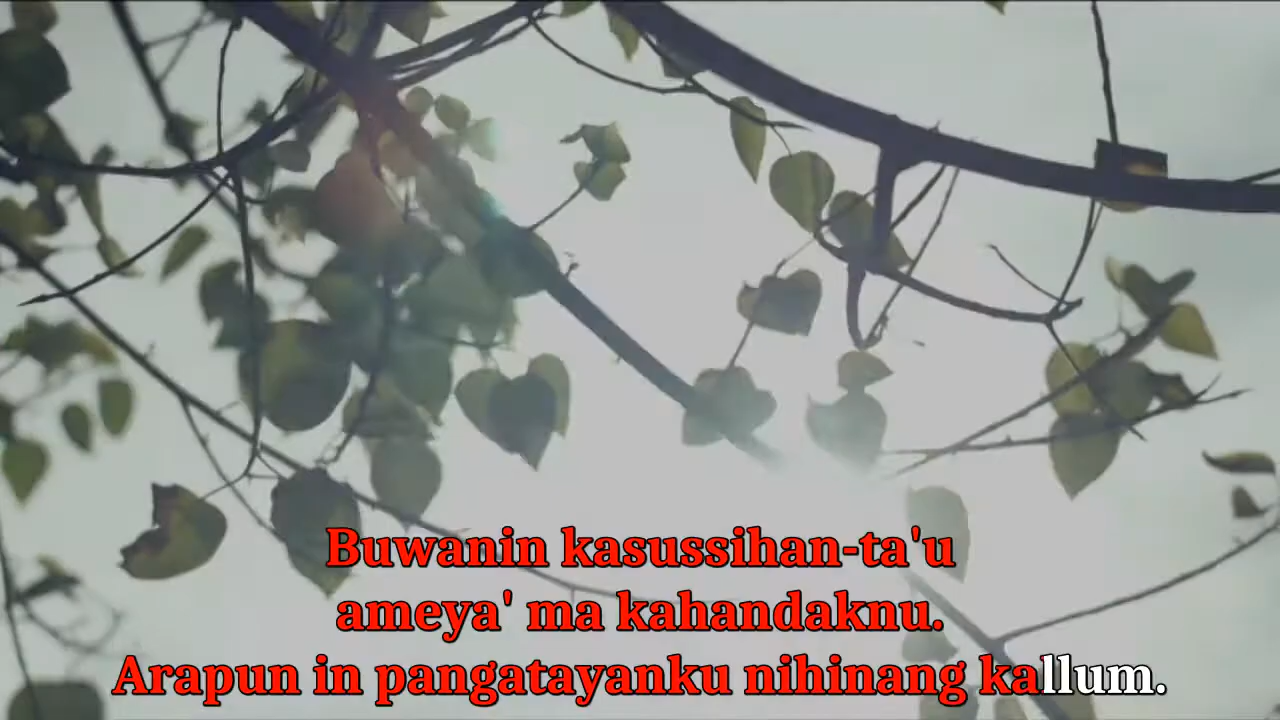 Buwanin kasussihan-ta'u
ameya' ma kahandaknu.
Arapun in pangatayanku nihinang kallum.